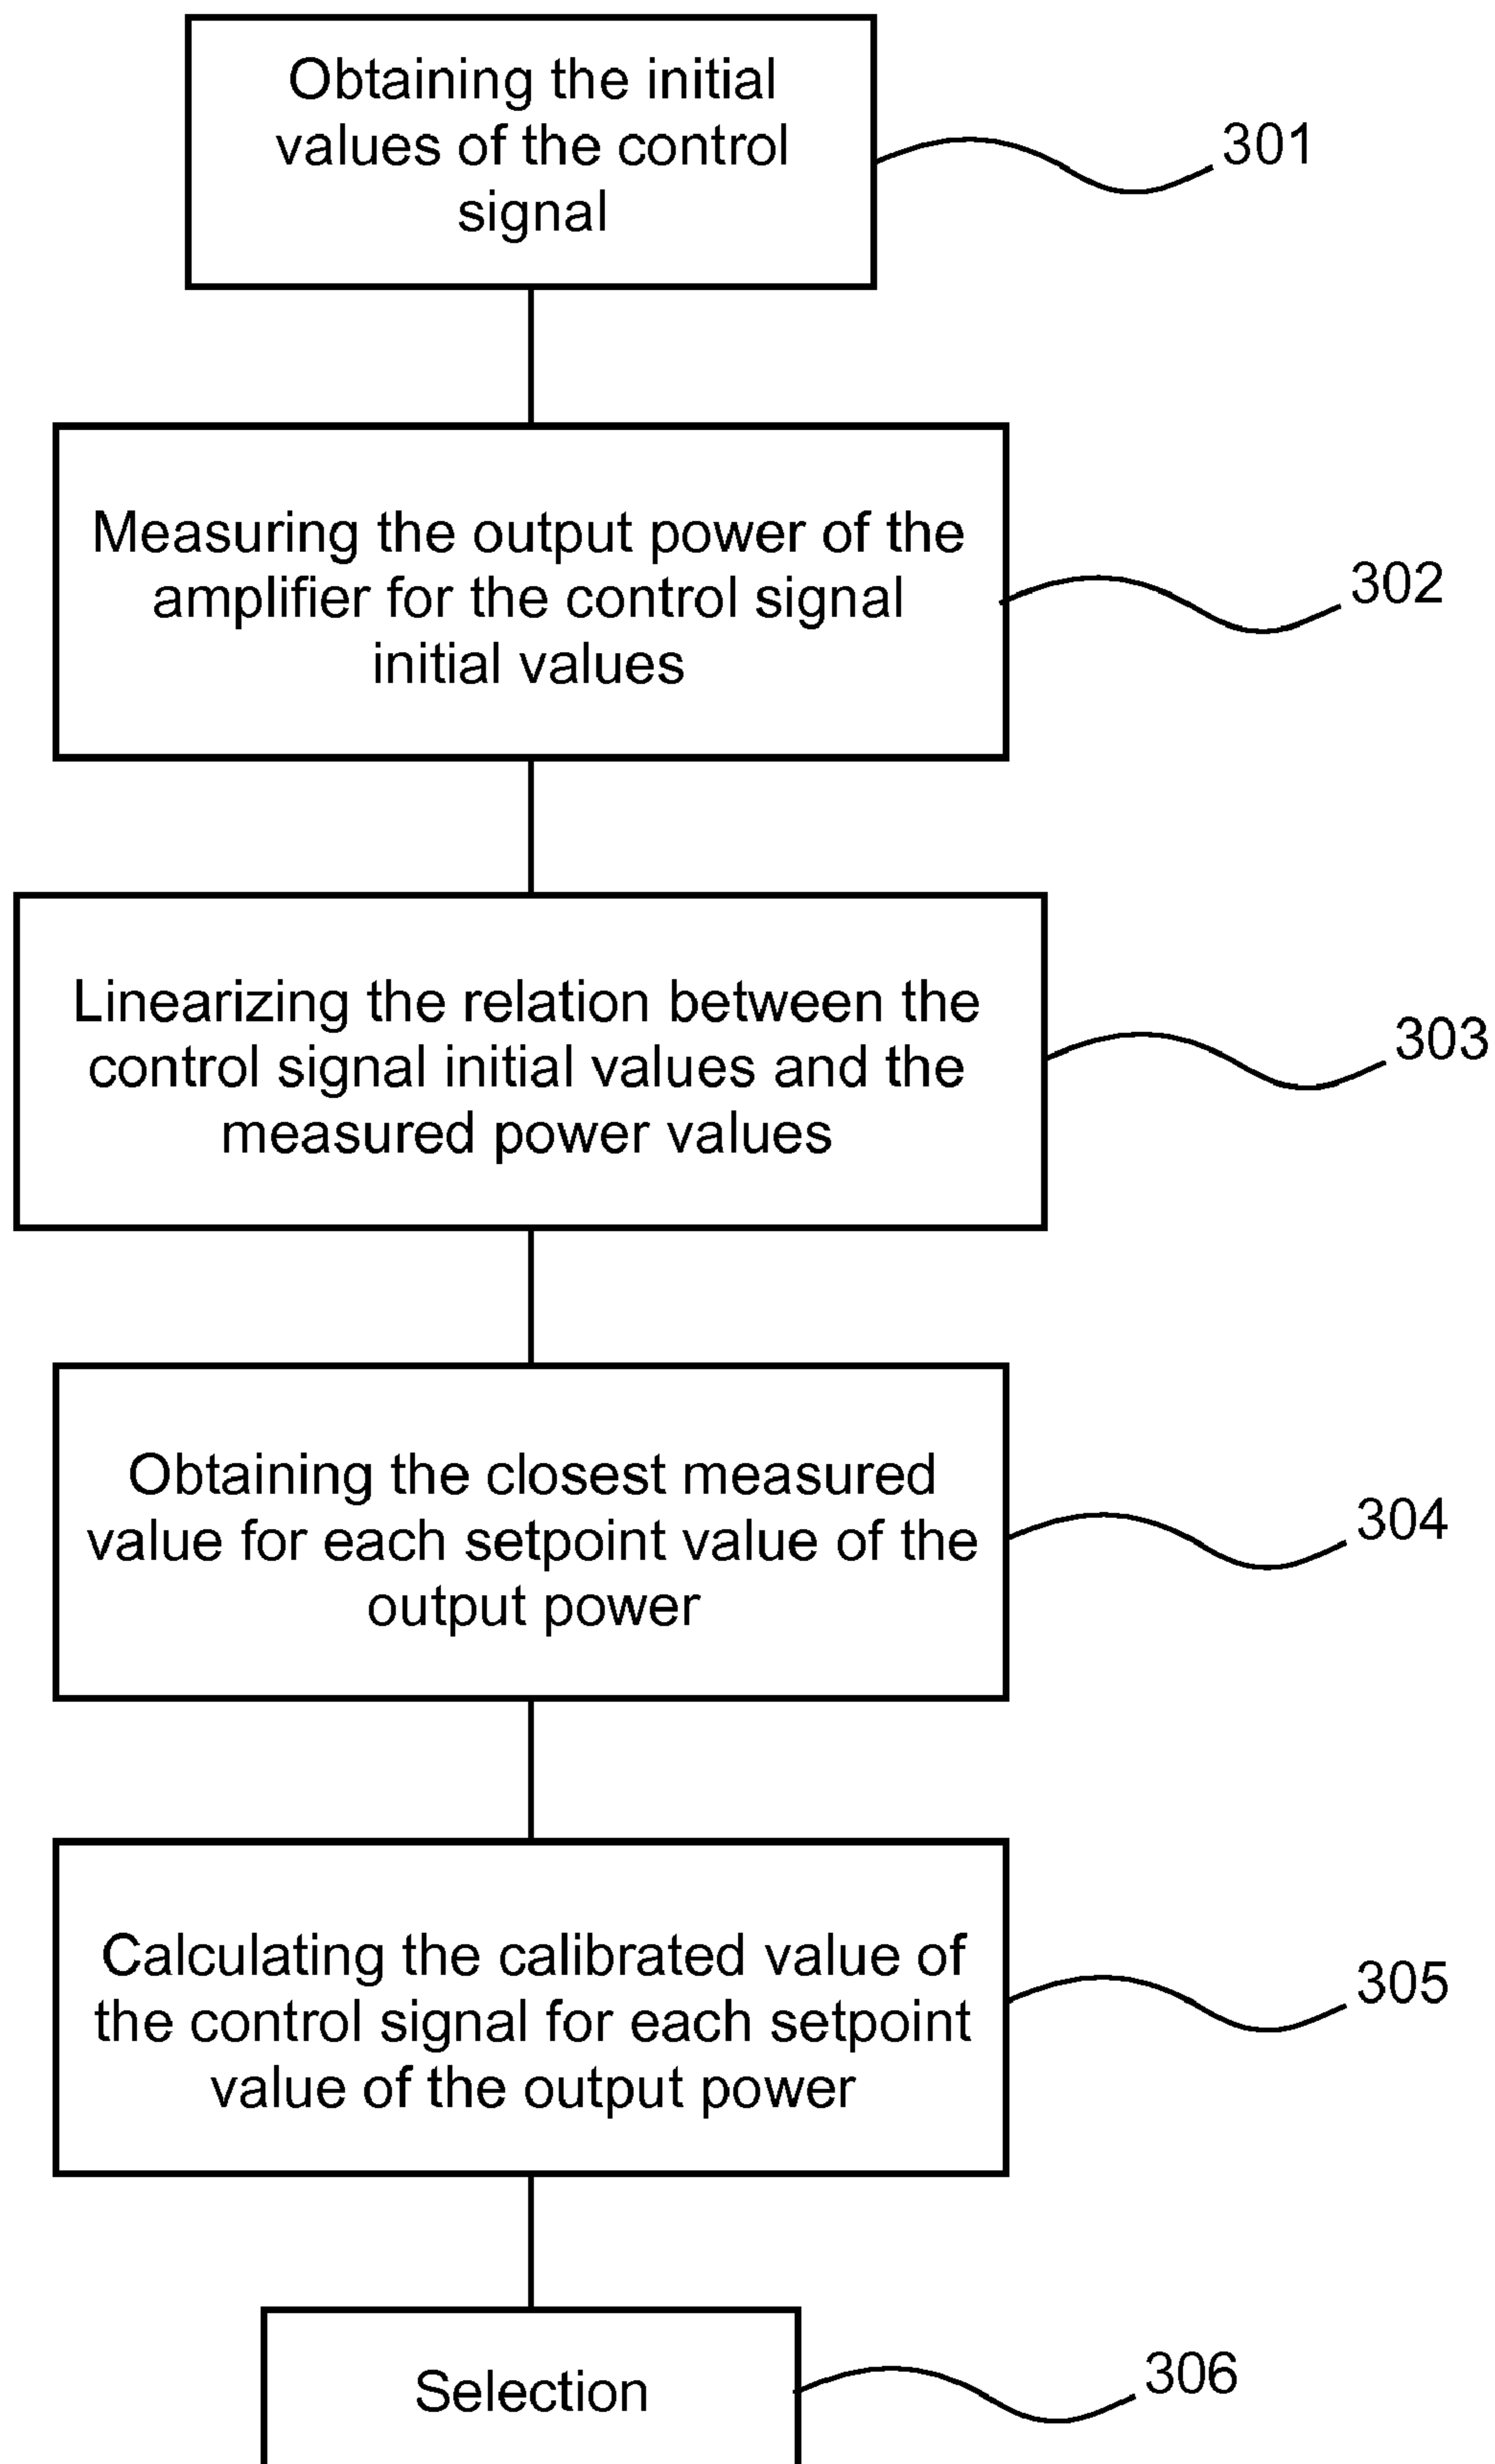 Obtaining the initial
values of the control
signal
301
Measuring the output power of the
amplifier for the control signal
initial values
302
Linearizing the relation between the
control signal initial values and the
measured power values
303
Obtaining the closest measured
value for each setpoint value of the
output power
304
Calculating the calibrated value of
the control signal for each setpoint
value of the output power
305
Selection
306